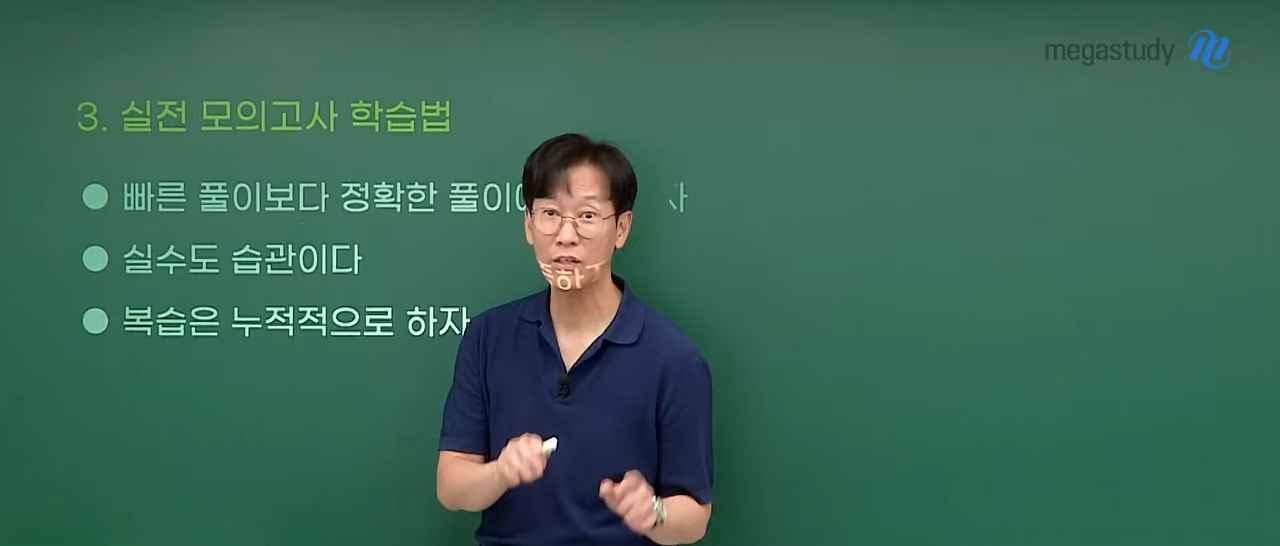 megastudy
3. 실전 모의고사 학습법
● 빠른 풀이보다 정확한 풀이
● 실수도 습관이다
● 복습은 누적적으로 하자